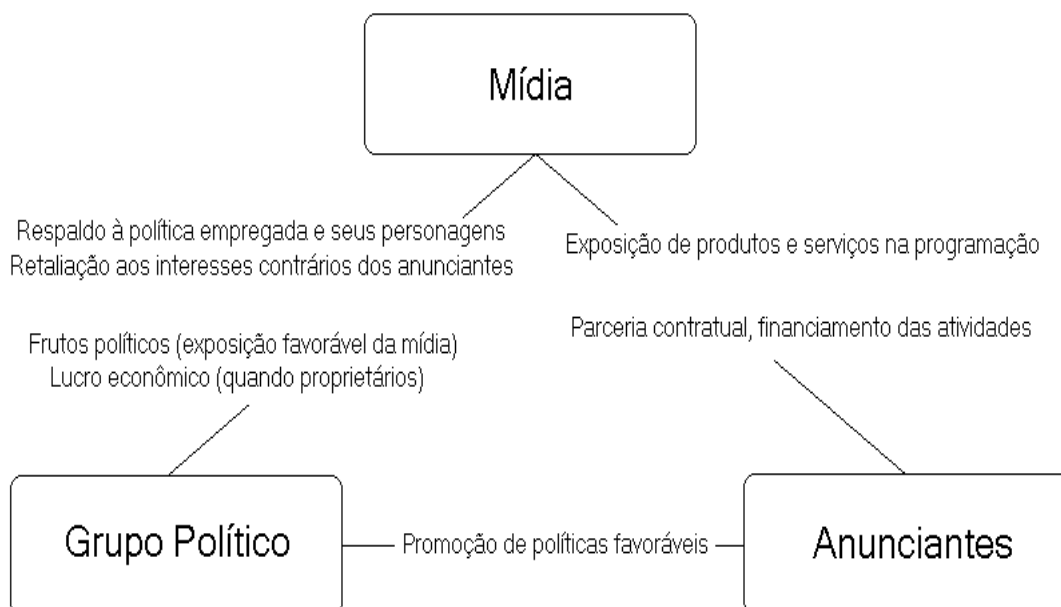 Mídia
Respaldo à política empregada e seus personagens
Retaliação aos interesses contrários dos anunciantes
Exposição de produtos e serviços na programação
Frutos políticos (exposição favorável da mídia)
Lucro econômico (quando proprietários)
Parceria contratual, financiamento das atividades
Grupo Político
Promoção de políticas favoráveis
Anunciantes